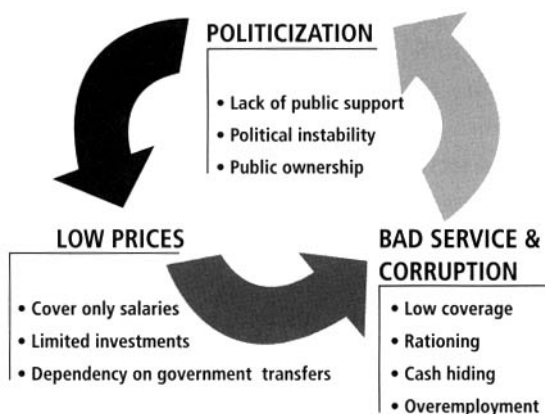 POLITICIZATION
• Lack of public support
• Political instability
• Public ownership
LOW PRICES
• Cover only salaries
• Limited investments
• Dependency on government transfers
BAD SERVICE &
CORRUPTION
• Low coverage
• Rationing
• Cash hiding
• Overemployment